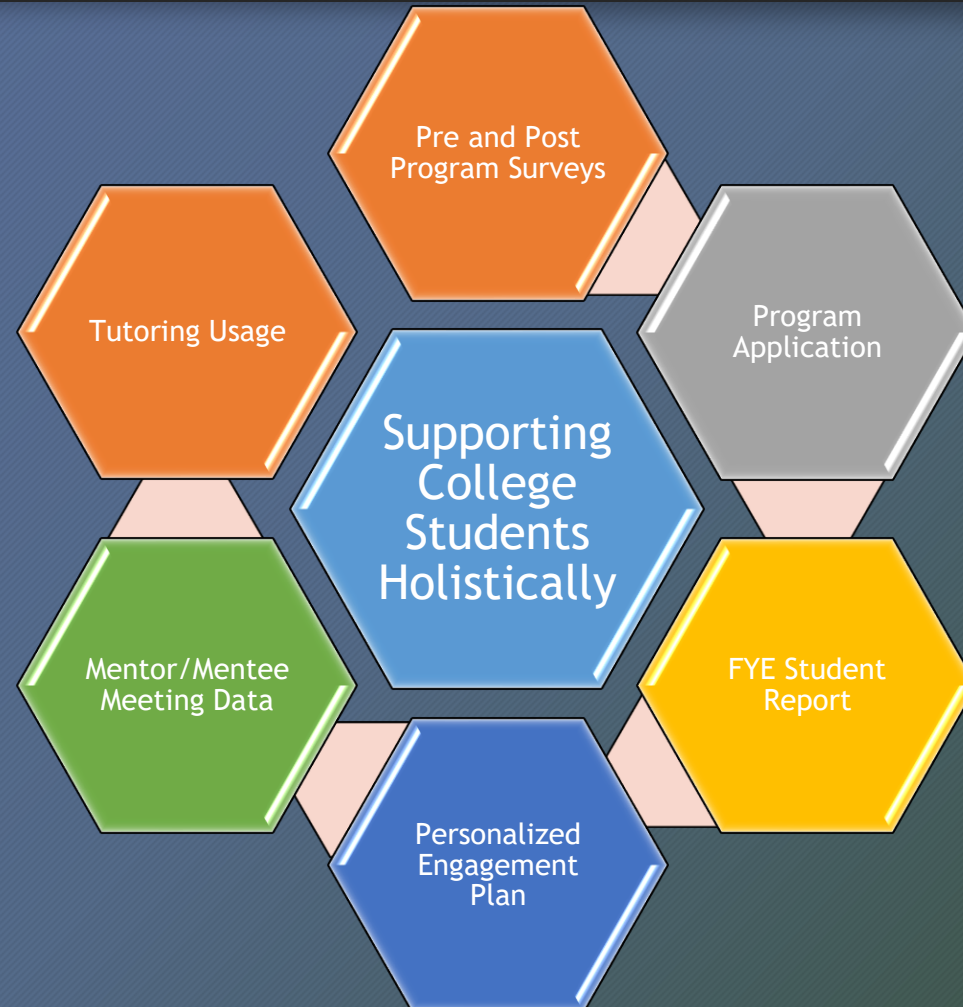 Pre and Post
Program Surveys
Tutoring Usage
Program
Application
Supporting
College
Students
Holistically
Mentor/Mentee
Meeting Data
FYE Student
Report
Personalized
Engagement
Plan